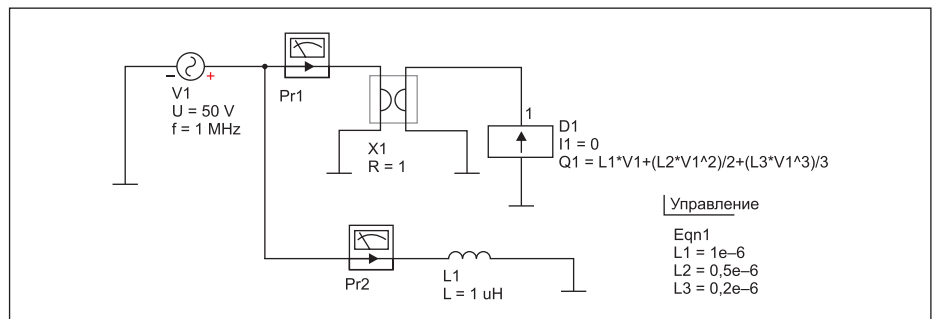 Pr1
V1
U = 50 V
f = 1 MHz
X1
R = 1
1
D1
I1 = 0
Q1 = L1*V1+(L2*V1^2)/2+(L3*V1^3)/3
Управление
Eqn1
L1 = 1e–6
L2 = 0,5e–6
L3 = 0,2e–6
Pr2
L1
L = 1 uH